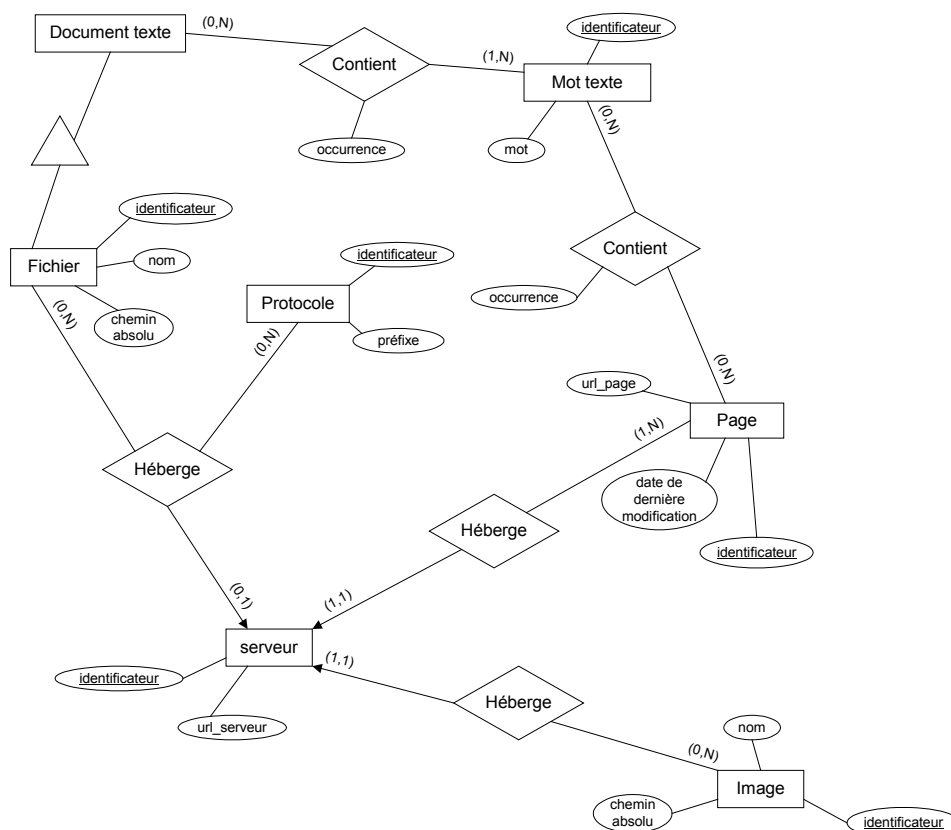 Document texte
(0,N)
Contient
(1,N)
identificateur
Mot texte
occurrence
mot
(0,N)
identificateur
Fichier
nom
chemin
absolu
(0,N)
identificateur
Protocole
préfixe
(0,N)
Contient
occurrence
(0,N)
url_page
Page
(1,N)
date de
dernière
modification
identificateur
Héberge
Héberge
(0,1)
(1,1)
serveur
(1,1)
identificateur
url_serveur
Héberge
nom
(0,N)
Image
chemin
absolu
identificateur